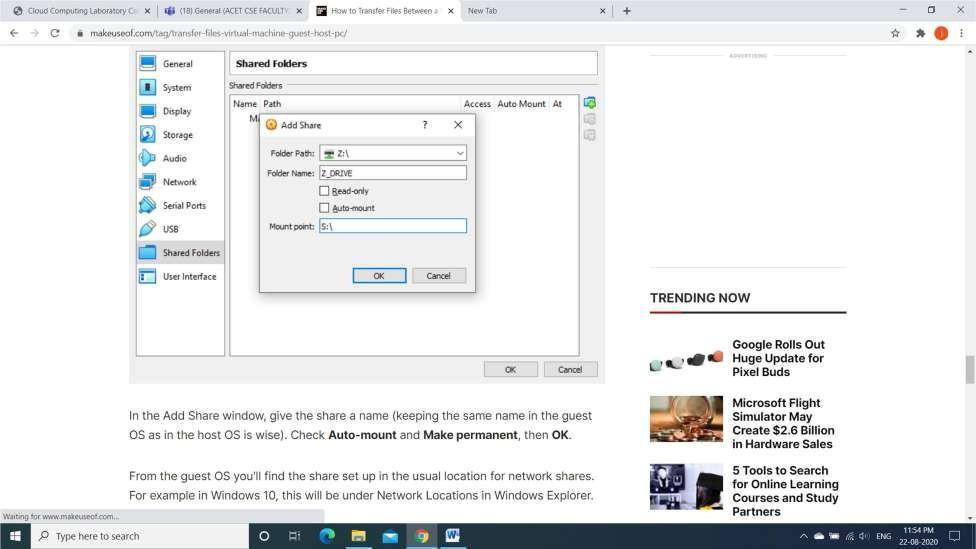 Cloud Computing Laboratory Co
(18) General (ACET CSE FACULTY
How to Transfer Files Between a
New Tab
makeuseof.com/tag/transfer-files-virtual-machine-guest-host-pc/
General
System
Display
Storage
Audio
Network
Serial Ports
USB
Shared Folders
User Interface
Shared Folders
Shared Folders
Name Path Access Auto Mount At
Ma
Add Share ?
Folder Path: Z:\
Folder Name: Z_DRIVE
Read-only
Auto-mount
Mount point: S:\
OK Cancel
OK Cancel
In the Add Share window, give the share a name (keeping the same name in the guest
OS as in the host OS is wise). Check Auto-mount and Make permanent, then OK.
From the guest OS you'll find the share set up in the usual location for network shares.
For example in Windows 10, this will be under Network Locations in Windows Explorer.
ADVERTISING
TRENDING NOW
Google Rolls Out
Huge Update for
Pixel Buds
Microsoft Flight
Simulator May
Create $2.6 Billion
in Hardware Sales
5 Tools to Search
for Online Learning
Courses and Study
Partners
Waiting for www.makeuseof.com...
Type here to search
ENG
11:54 PM
22-08-2020